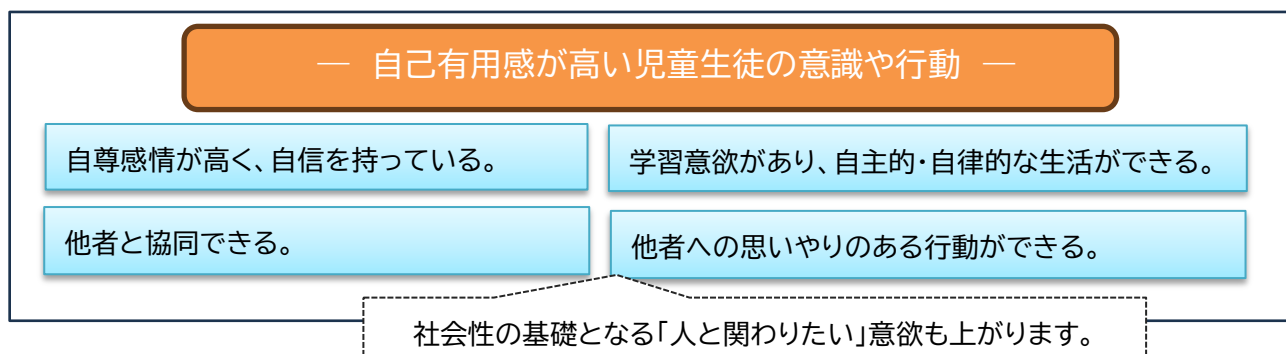 ― 自己有用感が高い児童生徒の意識や行動 ―
自尊感情が高く、自信を持っている。
学習意欲があり、自主的・自律的な生活ができる。
他者と協同できる。
他者への思いやりのある行動ができる。
社会性の基礎となる「人と関わりたい」意欲も上がります。